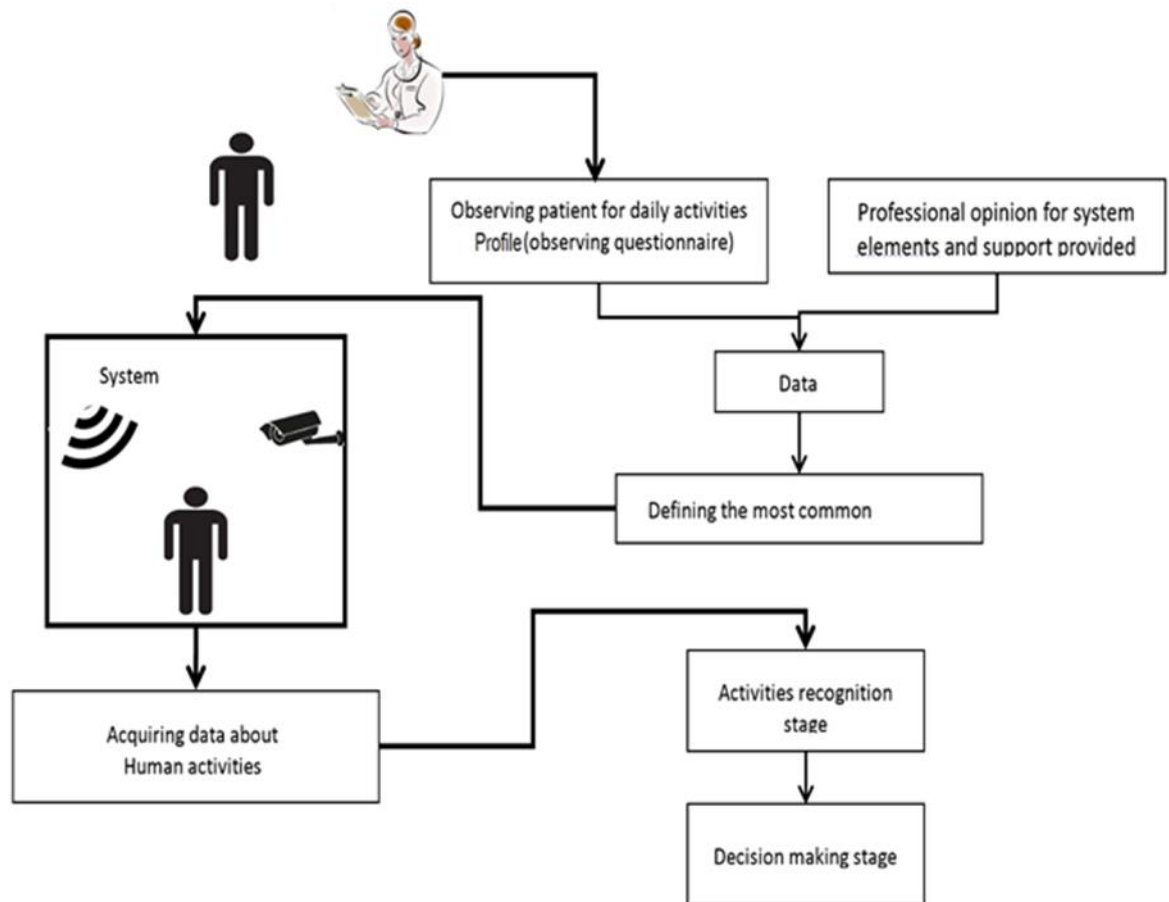 Observing patient for daily activities
Profile(observing questionnaire)
Professional opinion for system
elements and support provided
Data
System
Defining the most common
Activities recognition
stage
Acquiring data about
Human activities
Decision making stage